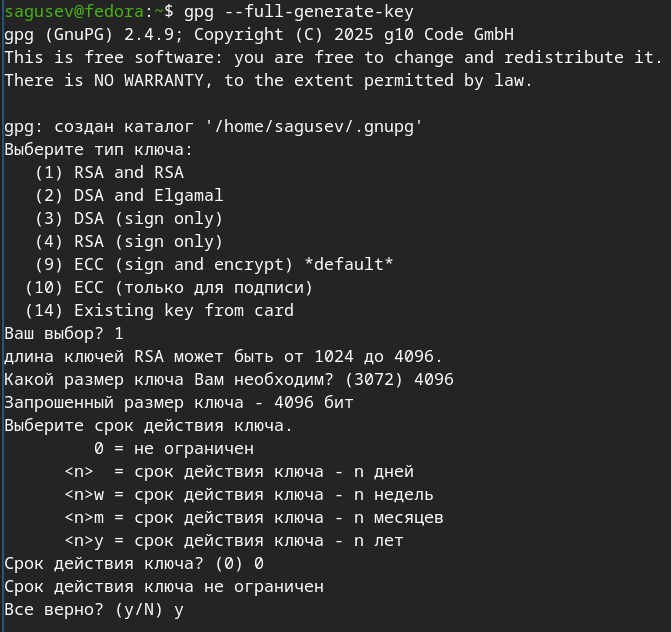 sagusev@fedora:~$ gpg --full-generate-key
gpg (GnuPG) 2.4.9; Copyright (C) 2025 g10 Code GmbH
This is free software: you are free to change and redistribute it.
There is NO WARRANTY, to the extent permitted by law.

gpg: создан каталог '/home/sagusev/.gnupg'
Выберите тип ключа:
   (1) RSA and RSA
   (2) DSA and Elgamal
   (3) DSA (sign only)
   (4) RSA (sign only)
   (9) ECC (sign and encrypt) *default*
  (10) ECC (только для подписи)
  (14) Existing key from card
Ваш выбор? 1
длина ключей RSA может быть от 1024 до 4096.
Какой размер ключа Вам необходим? (3072) 4096
Запрошенный размер ключа - 4096 бит
Выберите срок действия ключа.
         0 = не ограничен
      <n>  = срок действия ключа - n дней
      <n>w = срок действия ключа - n недель
      <n>m = срок действия ключа - n месяцев
      <n>y = срок действия ключа - n лет
Срок действия ключа? (0) 0
Срок действия ключа не ограничен
Все верно? (y/N) y